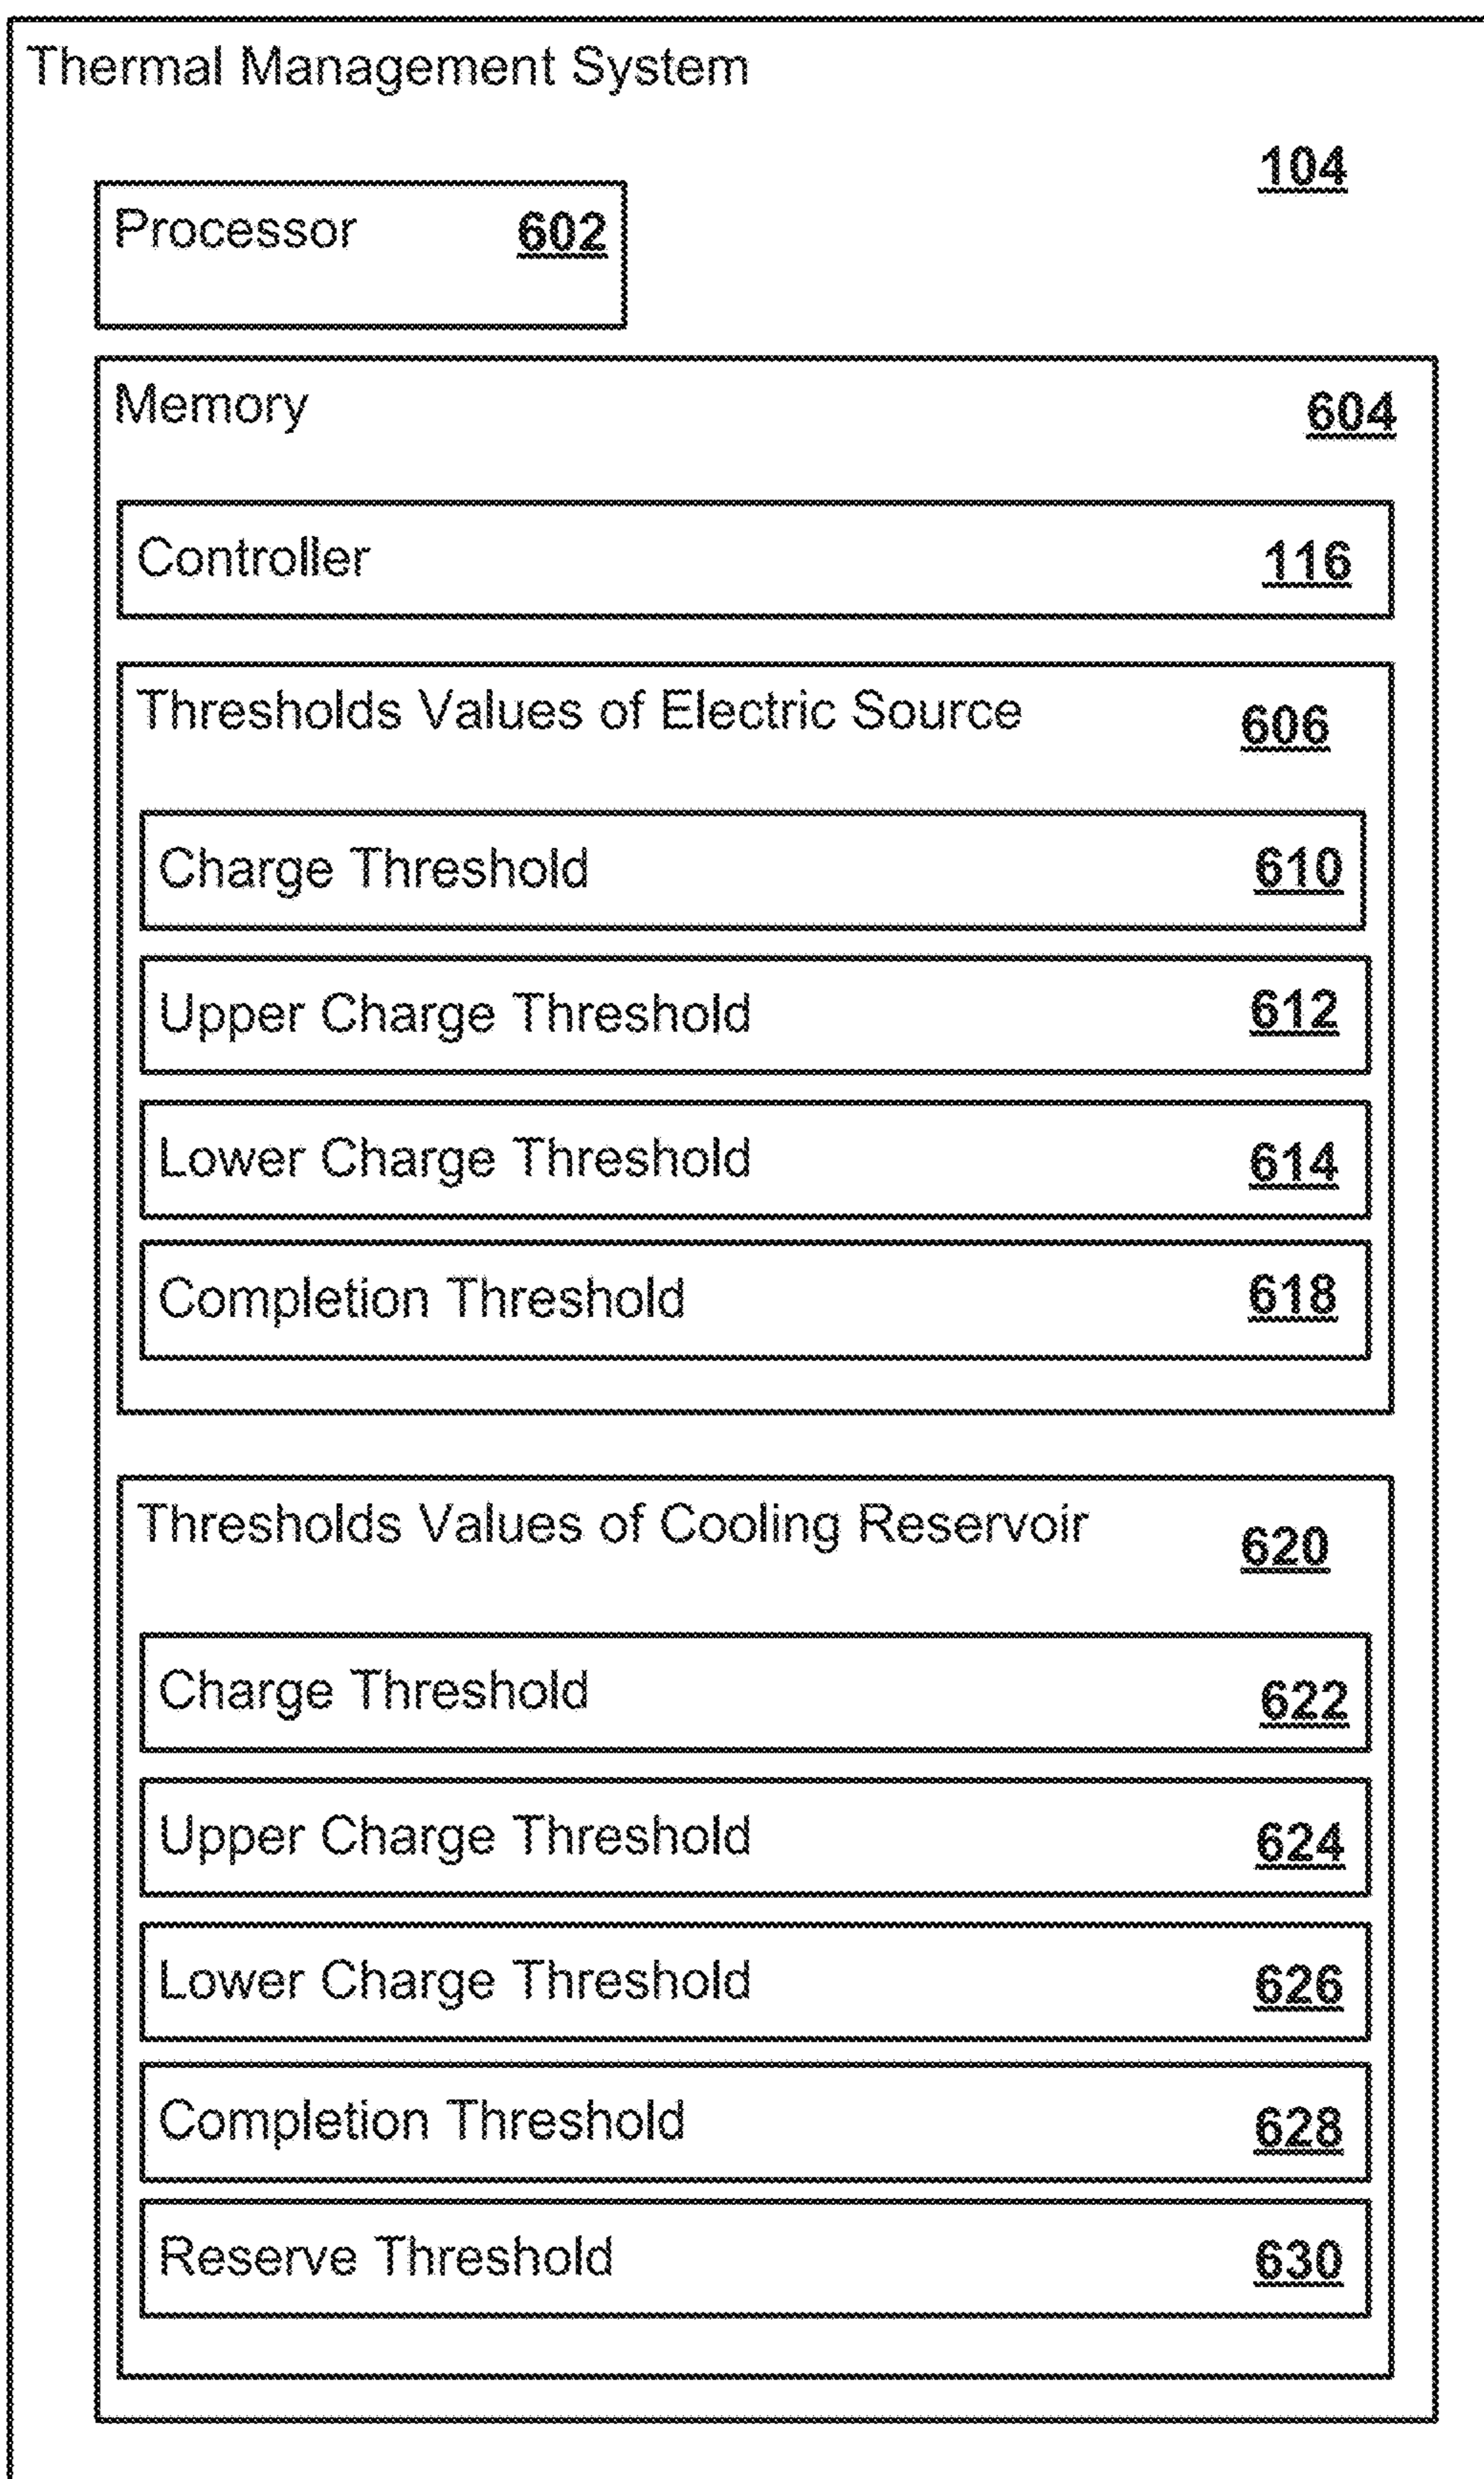 Thermal Management System
104
Processor 602
Memory 604
Controller 116
Thresholds Values of Electric Source 606
Charge Threshold 610
Upper Charge Threshold 612
Lower Charge Threshold 614
Completion Threshold 618
Thresholds Values of Cooling Reservoir 620
Charge Threshold 622
Upper Charge Threshold 624
Lower Charge Threshold 626
Completion Threshold 628
Reserve Threshold 630